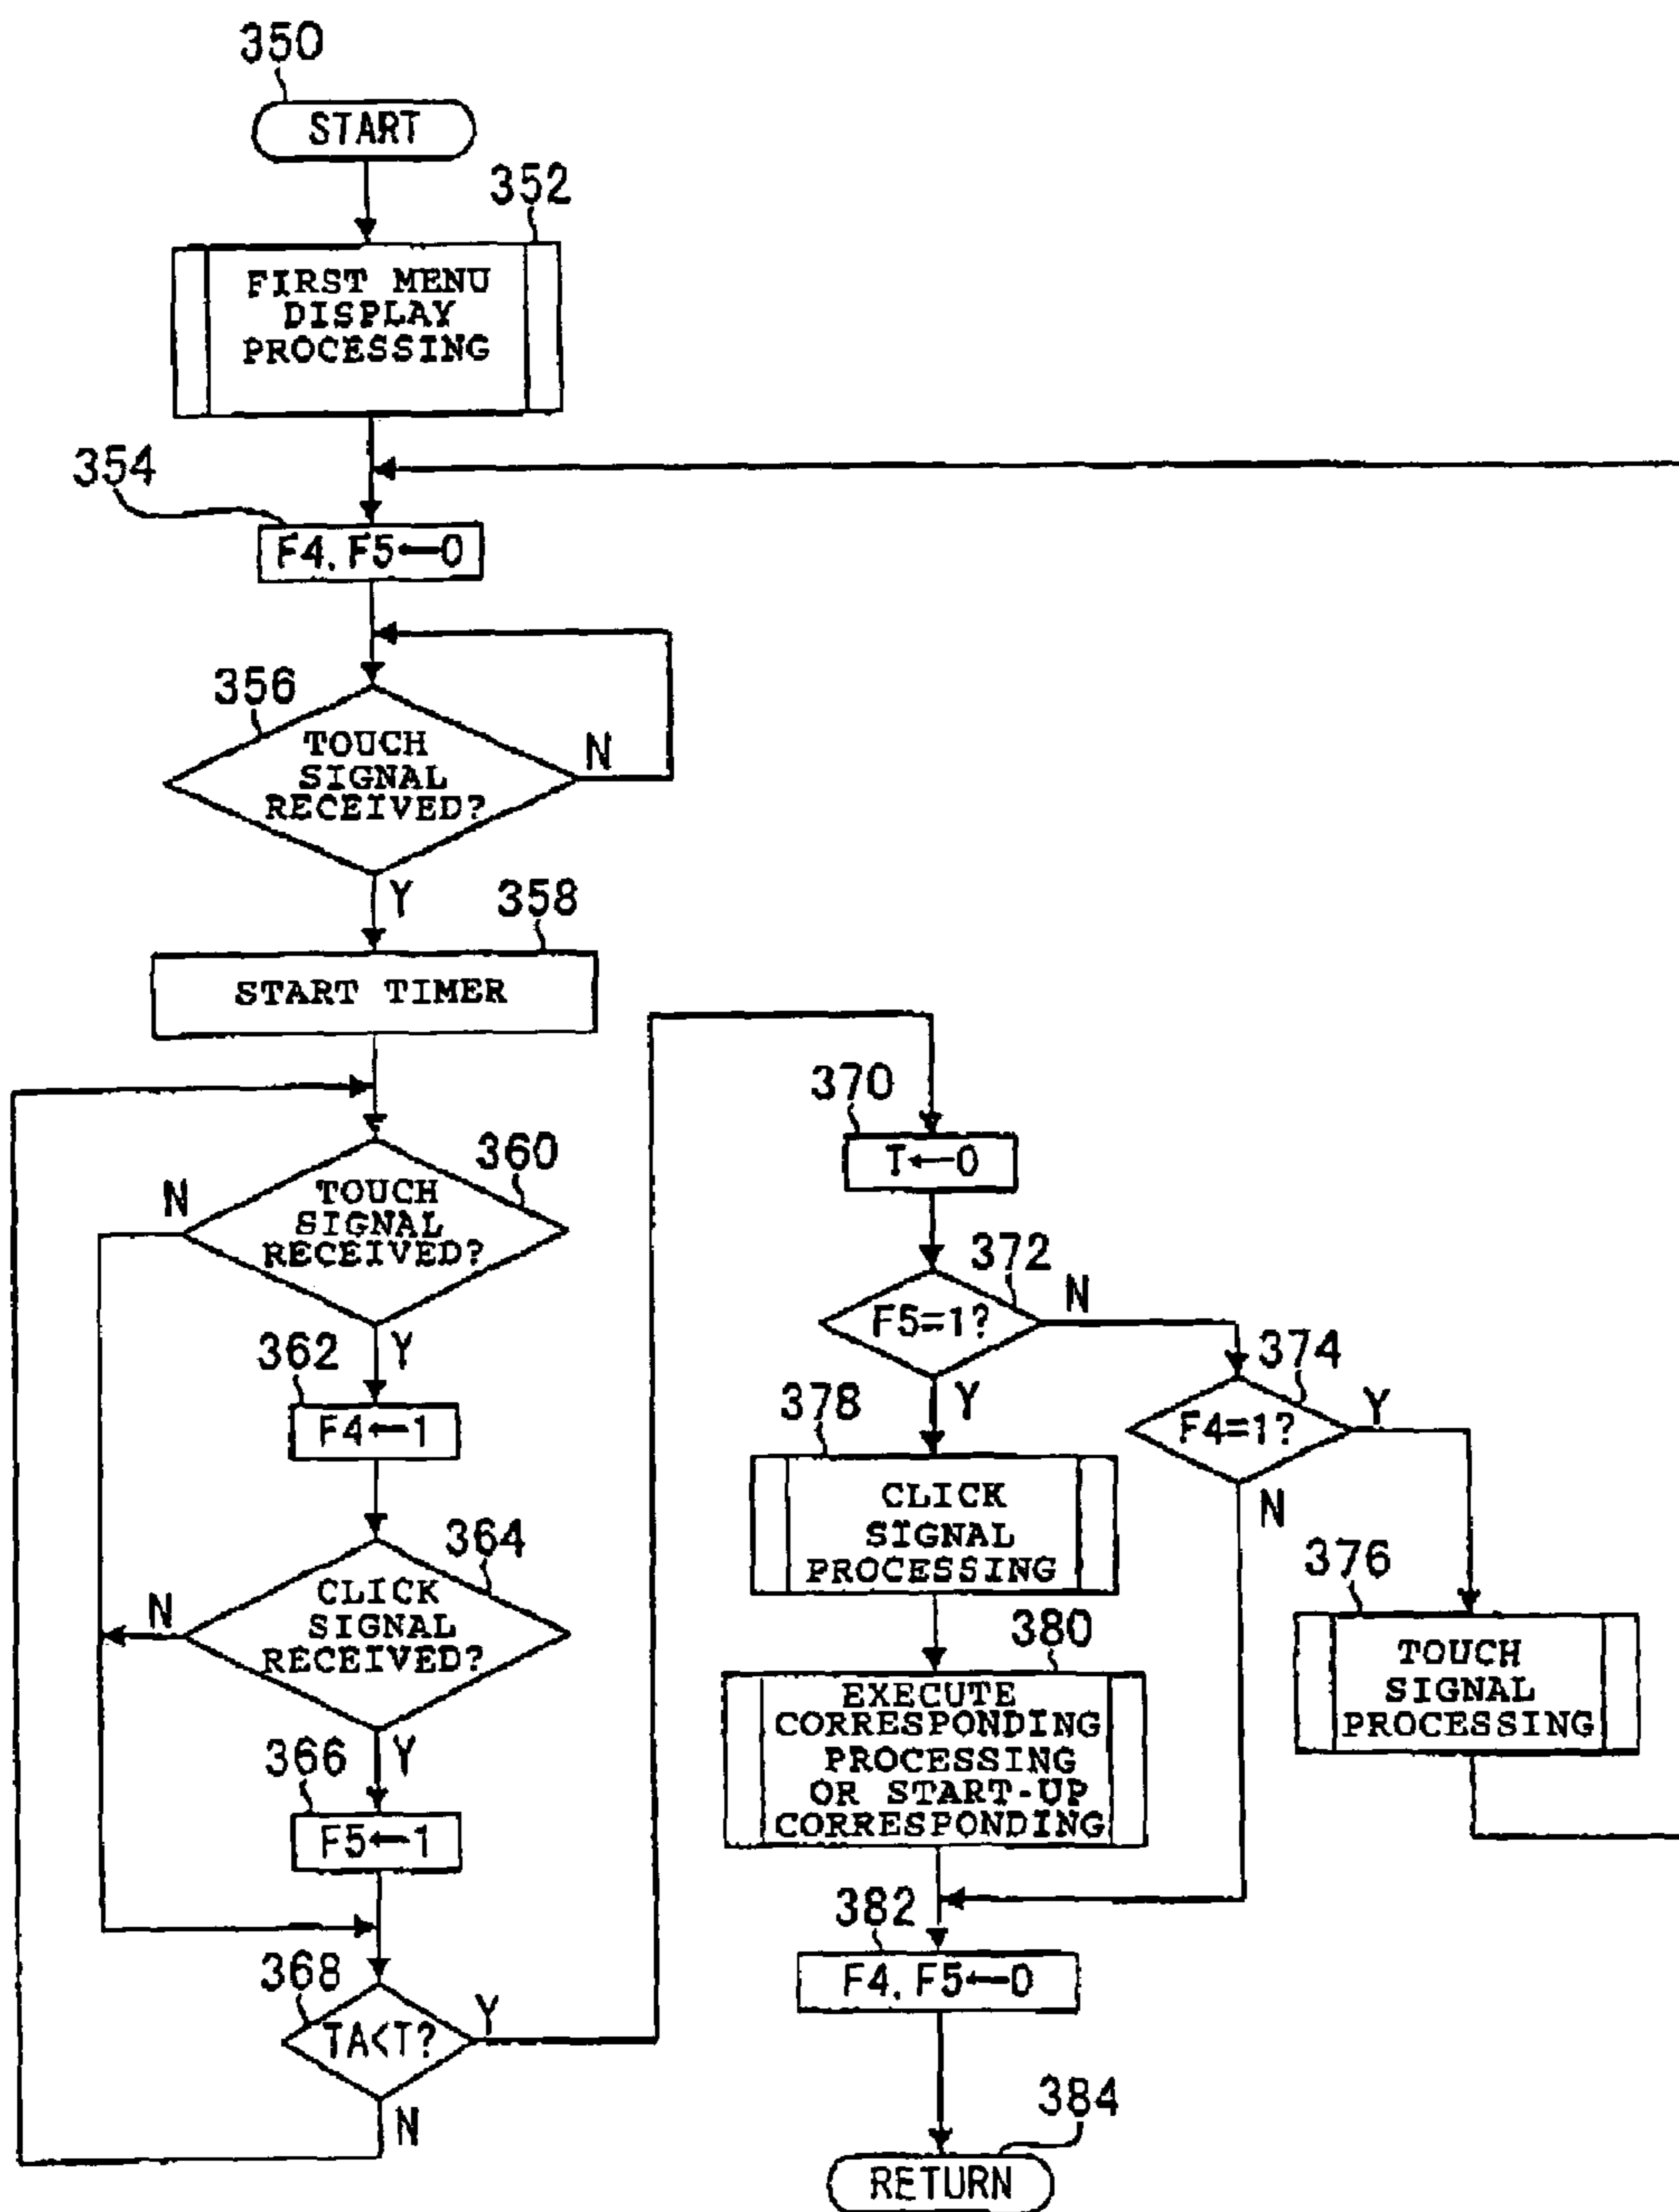 350
START
352
FIRST MENU
DISPLAY
PROCESSING
354
F4, F5←0
356
TOUCH
SIGNAL
RECEIVED?
N
Y
358
START TIMER
360
TOUCH
SIGNAL
RECEIVED?
N
Y
362
F4←1
364
CLICK
SIGNAL
RECEIVED?
N
Y
366
F5←1
368
TA<T?
Y
N
370
T←0
372
F5=1?
N
Y
374
F4=1?
Y
N
376
TOUCH
SIGNAL
PROCESSING
378
CLICK
SIGNAL
PROCESSING
380
EXECUTE
CORRESPONDING
PROCESSING
OR START-UP
CORRESPONDING
382
F4, F5←0
384
RETURN